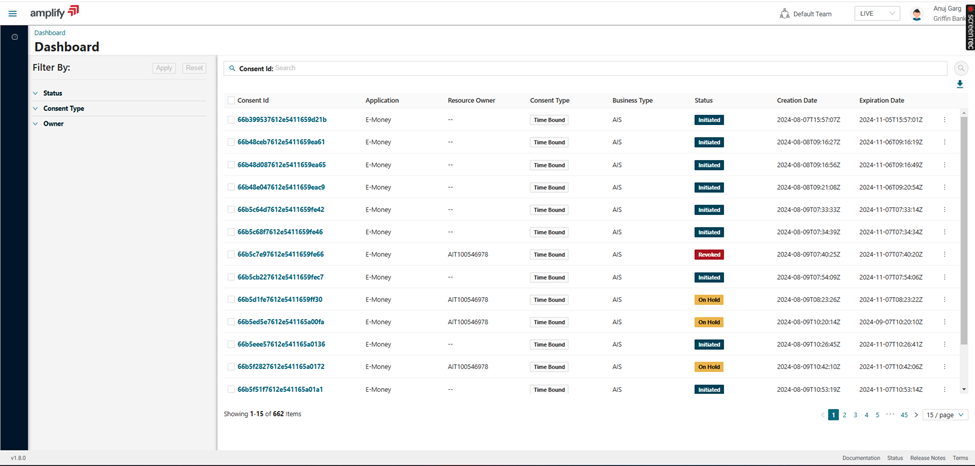 amplify
Default Team
LIVE
Anuj Garg
Griffin Bank
screenrec
Dashboard
Dashboard
Filter By:
Apply
Reset
Status
Consent Type
Owner
Consent Id: Search
Consent Id Application Resource Owner Consent Type Business Type Status Creation Date Expiration Date
66b399537612e5411659d21b E-Money -- Time Bound AIS Initiated 2024-08-07T15:57:07Z 2024-11-05T15:57:01Z
66b48ceb7612e5411659ea61 E-Money -- Time Bound AIS Initiated 2024-08-08T09:16:27Z 2024-11-06T09:16:19Z
66b48d087612e5411659ea65 E-Money -- Time Bound AIS Initiated 2024-08-08T09:16:56Z 2024-11-06T09:16:49Z
66b48e047612e5411659eac9 E-Money -- Time Bound AIS Initiated 2024-08-08T09:21:08Z 2024-11-06T09:20:54Z
66b5c64d7612e5411659fe42 E-Money -- Time Bound AIS Initiated 2024-08-09T07:33:33Z 2024-11-07T07:33:14Z
66b5c68f7612e5411659fe46 E-Money -- Time Bound AIS Initiated 2024-08-09T07:34:39Z 2024-11-07T07:34:34Z
66b5c7e97612e5411659fe66 E-Money AIT100546978 Time Bound AIS Revoked 2024-08-09T07:40:25Z 2024-11-07T07:40:20Z
66b5cb227612e5411659fec7 E-Money -- Time Bound AIS Initiated 2024-08-09T07:54:09Z 2024-11-07T07:54:06Z
66b5d1fe7612e5411659ff30 E-Money AIT100546978 Time Bound AIS On Hold 2024-08-09T08:23:26Z 2024-11-07T08:23:22Z
66b5ed5e7612e541165a00fa E-Money AIT100546978 Time Bound AIS On Hold 2024-08-09T10:20:14Z 2024-09-07T10:20:10Z
66b5eee57612e541165a0136 E-Money -- Time Bound AIS Initiated 2024-08-09T10:26:45Z 2024-11-07T10:26:41Z
66b5f2827612e541165a0172 E-Money AIT100546978 Time Bound AIS On Hold 2024-08-09T10:42:10Z 2024-11-07T10:42:06Z
66b5f51f7612e541165a01a1 E-Money -- Time Bound AIS Initiated 2024-08-09T10:53:19Z 2024-11-07T10:53:14Z
Showing 1-15 of 662 items
1 2 3 4 5 ••• 45 15 / page
v1.8.0
Documentation Status Release Notes Terms